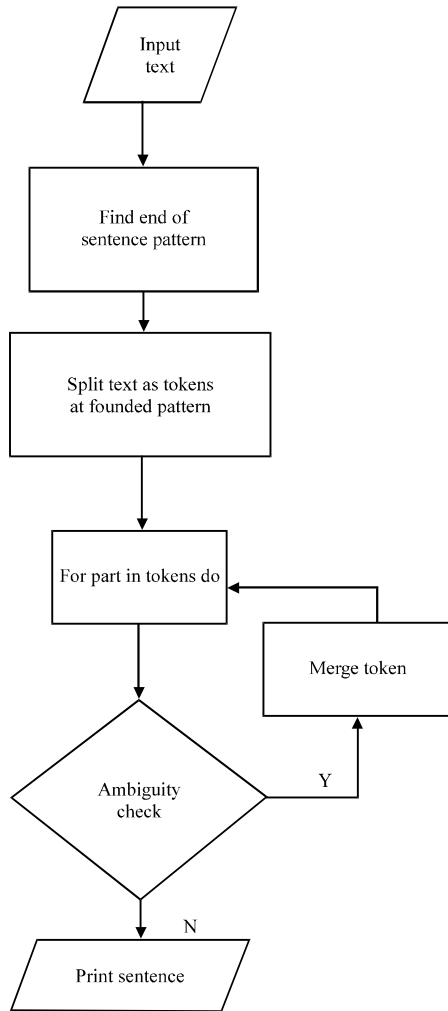 Input
text
Find end of
sentence pattern
Split text as tokens
at founded pattern
For part in tokens do
Merge token
Ambiguity
check
Y
N
Print sentence